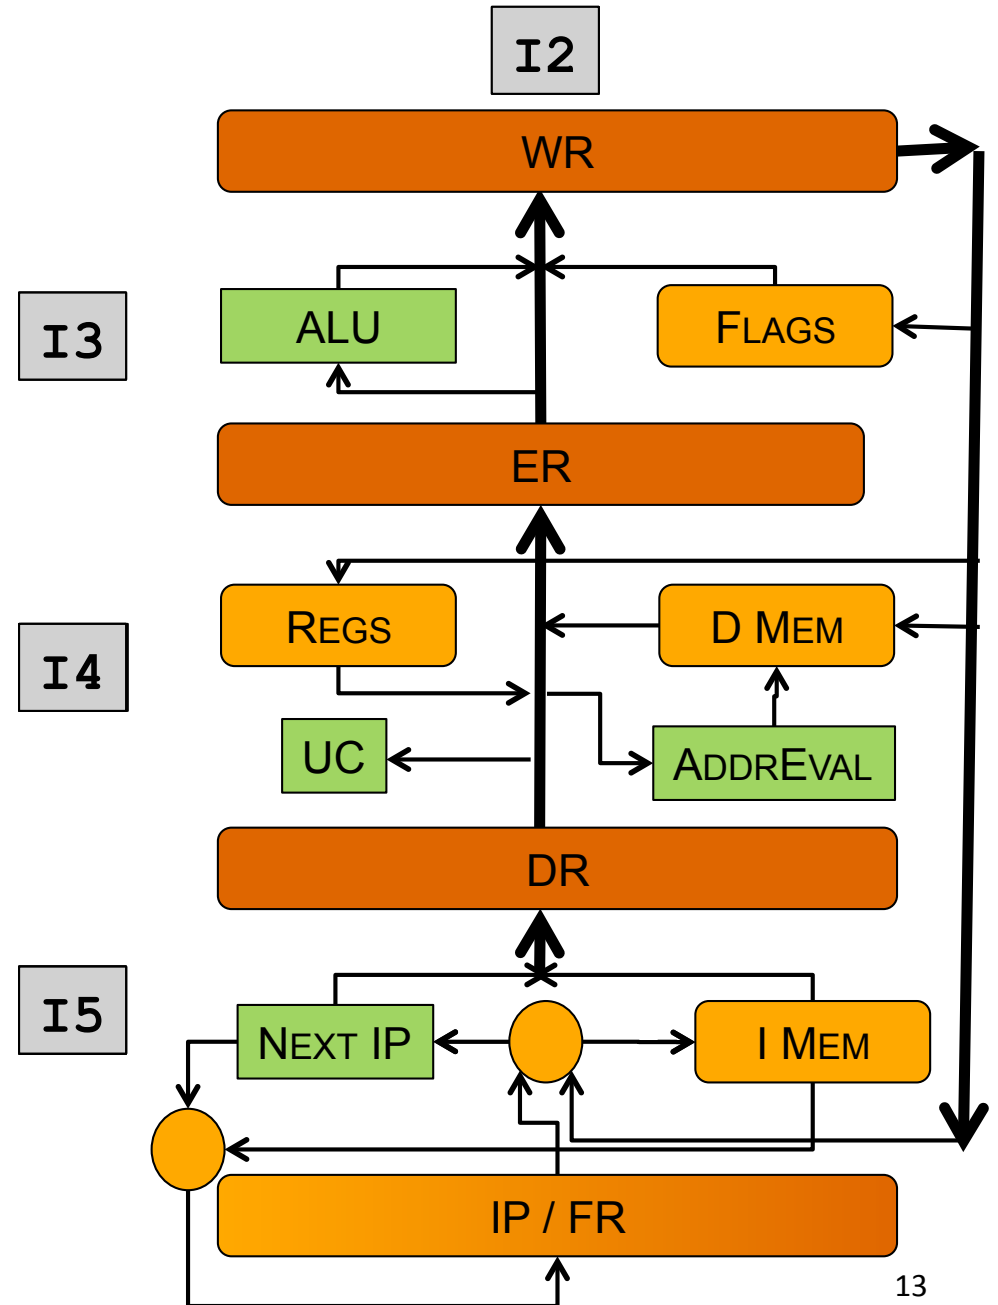 I2
WR
I3
ALU
FLAGS
ER
REGS
D MEM
I4
UC
ADDREVAL
DR
I5
NEXT IP
I MEM
IP / FR
13